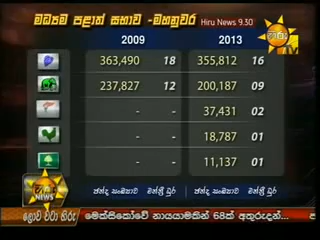 මධ්‍යම පළාත් සභාව -මහනුවර Hiru News 9.30
2009 2013
363,490 18 355,812 16
237,827 12 200,187 09
37,431 02
18,787 01
11,137 01
ඡන්ද සංඛ්‍යාව මන්ත්‍රී ධුර ඡන්ද සංඛ්‍යාව මන්ත්‍රී ධුර
NEWS
ලොව වටා හිරු මෙක්සිකෝවේ නායයාමකින් 68ක් අතුරුදන්...